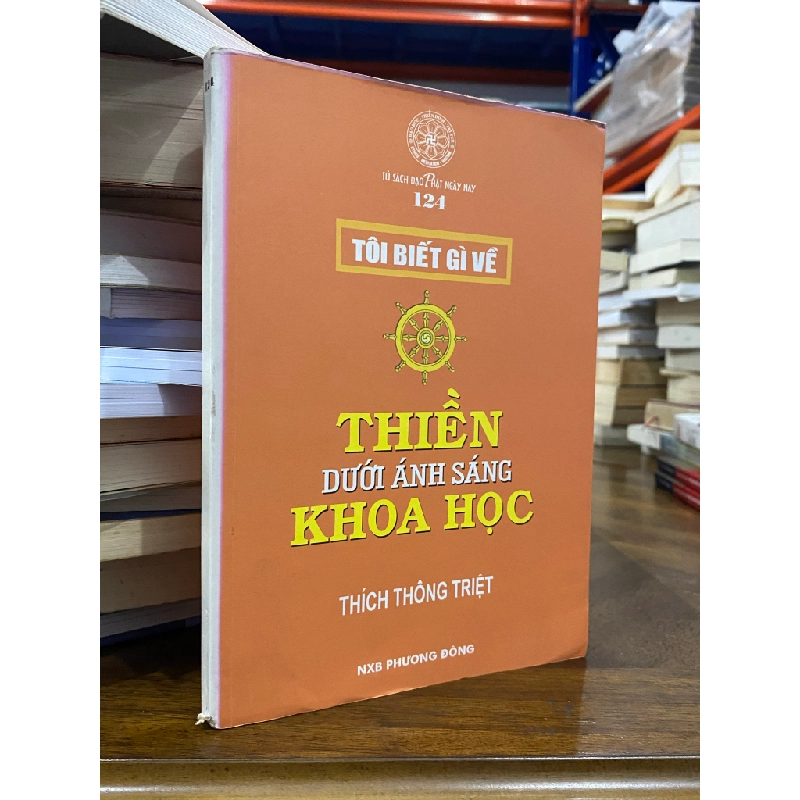 TỦ SÁCH ĐẠO PHẬT NGÀY NAY
124
TÔI BIẾT GÌ VỀ
THIỀN
DƯỚI ÁNH SÁNG
KHOA HỌC
THÍCH THÔNG TRIỆT
NXB PHƯƠNG ĐÔNG
124